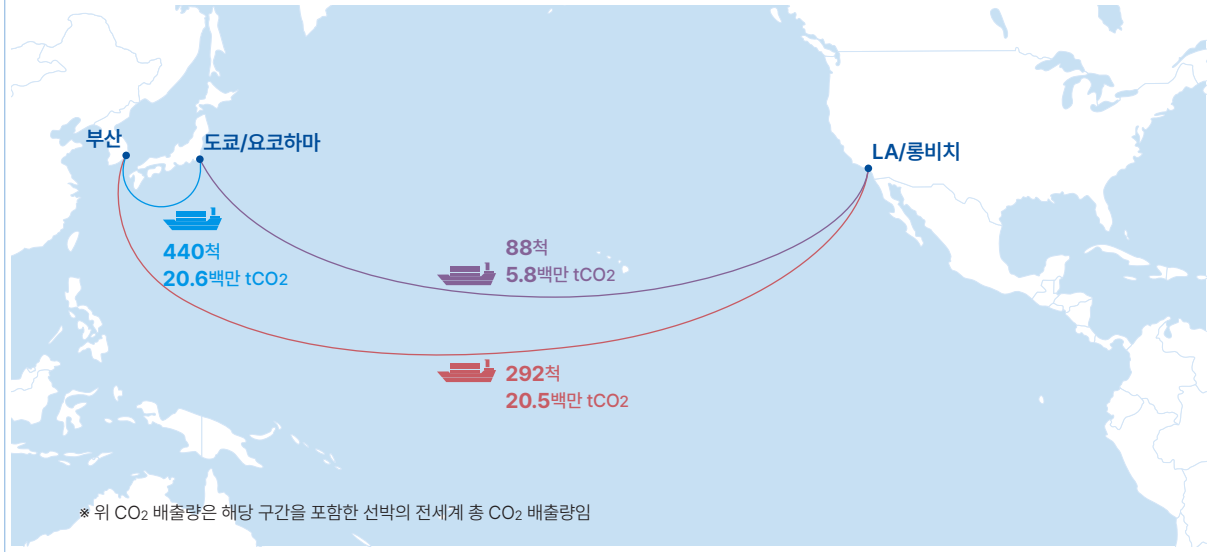 부산
도쿄/요코하마
LA/롱비치
440척
20.6백만 tCO2
88척
5.8백만 tCO2
292척
20.5백만 tCO2
※ 위 CO2 배출량은 해당 구간을 포함한 선박의 전세계 총 CO2 배출량임